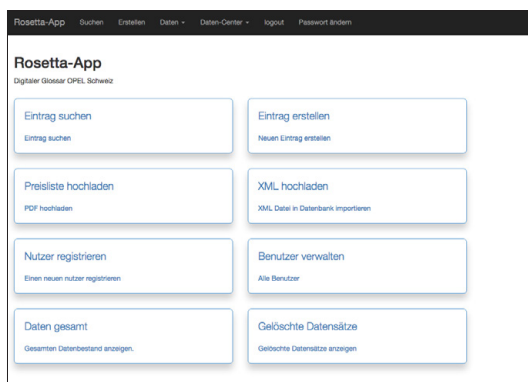 Rosetta-App Suchen Erstellen Daten Daten-Center logout Passwort ändern
Rosetta-App
Digitaler Glossar OPEL Schweiz
Eintrag suchen
Eintrag suchen
Eintrag erstellen
Neuen Eintrag erstellen
Preisliste hochladen
PDF hochladen
XML hochladen
XML Datei in Datenbank importieren
Nutzer registrieren
Einen neuen nutzer registrieren
Benutzer verwalten
Alle Benutzer
Daten gesamt
Gesamten Datenbestand anzeigen.
Gelöschte Datensätze
Gelöschte Datensätze anzeigen